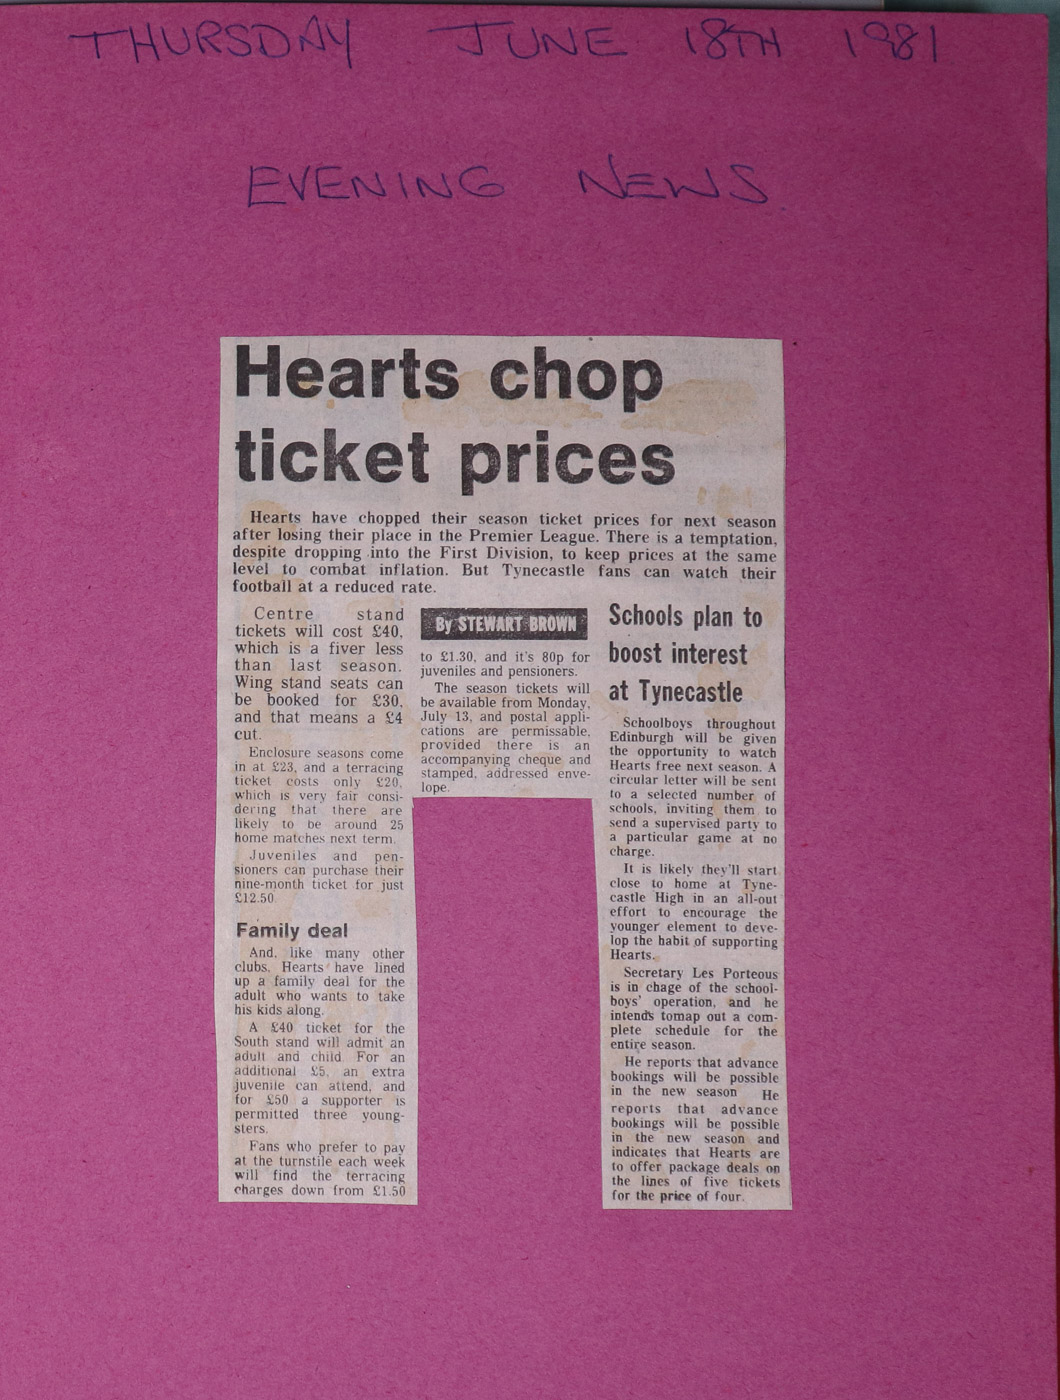 THURSDAY JUNE 18TH 1981
EVENING NEWS
Hearts chop
ticket prices
Hearts have chopped their season ticket prices for next season
after losing their place in the Premier League. There is a temptation,
despite dropping into the First Division, to keep prices at the same
level to combat inflation. But Tynecastle fans can watch their
football at a reduced rate.
Centre stand
tickets will cost £40,
which is a fiver less
than last season.
Wing stand seats can
be booked for £30,
and that means a £4
cut.
Enclosure seasons come
in at £23, and a terracing
ticket costs only £20,
which is very fair consi-
dering that there are
likely to be around 25
home matches next term.
Juveniles and pen-
sioners can purchase their
nine-month ticket for just
£12.50.
Family deal
And, like many other
clubs, Hearts have lined
up a family deal for the
adult who wants to take
his kids along.
A £40 ticket for the
South stand will admit an
adult and child. For an
additional £5, an extra
juvenile can attend, and
for £50 a supporter is
permitted three young-
sters.
Fans who prefer to pay
at the turnstile each week
will find the terracing
charges down from £1.50
By STEWART BROWN
to £1.30, and it's 80p for
juveniles and pensioners.
The season tickets will
be available from Monday,
July 13, and postal appli-
cations are permissable,
provided there is an
accompanying cheque and
stamped, addressed enve-
lope.
Schools plan to
boost interest
at Tynecastle
Schoolboys throughout
Edinburgh will be given
the opportunity to watch
Hearts free next season. A
circular letter will be sent
to a selected number of
schools, inviting them to
send a supervised party to
a particular game at no
charge.
It is likely they'll start
close to home at Tyne-
castle High in an all-out
effort to encourage the
younger element to deve-
lop the habit of supporting
Hearts.
Secretary Les Porteous
is in chage of the school-
boys' operation, and he
intends tomap out a com-
plete schedule for the
entire season.
He reports that advance
bookings will be possible
in the new season He
reports that advance
bookings will be possible
in the new season and
indicates that Hearts are
to offer package deals on
the lines of five tickets
for the price of four.